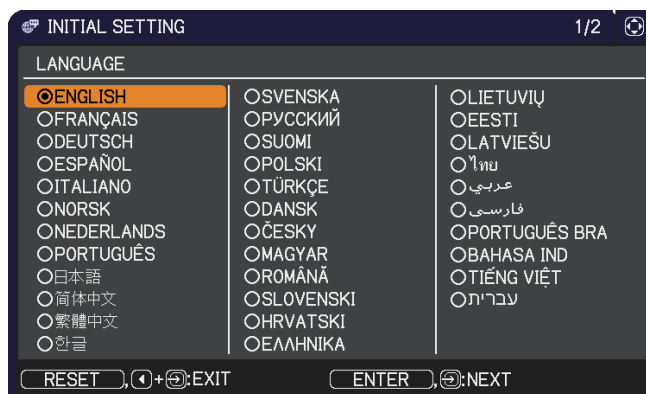 INITIAL SETTING 1/2
LANGUAGE
ENGLISH
FRANÇAIS
DEUTSCH
ESPAÑOL
ITALIANO
NORSK
NEDERLANDS
PORTUGUÊS
日本語
简体中文
繁體中文
한글
SVENSKA
РУССКИЙ
SUOMI
POLSKI
TÜRKÇE
DANSK
ČESKY
MAGYAR
ROMÂNĂ
SLOVENSKI
HRVATSKI
ΕΛΛΗΝΙΚΑ
LIETUVIŲ
EESTI
LATVIEŠU
ไทย
عربي
فارسی
PORTUGUÊS BRA
BAHASA IND
TIẾNG VIỆT
עברית
RESET ,+:EXIT ENTER ,:NEXT